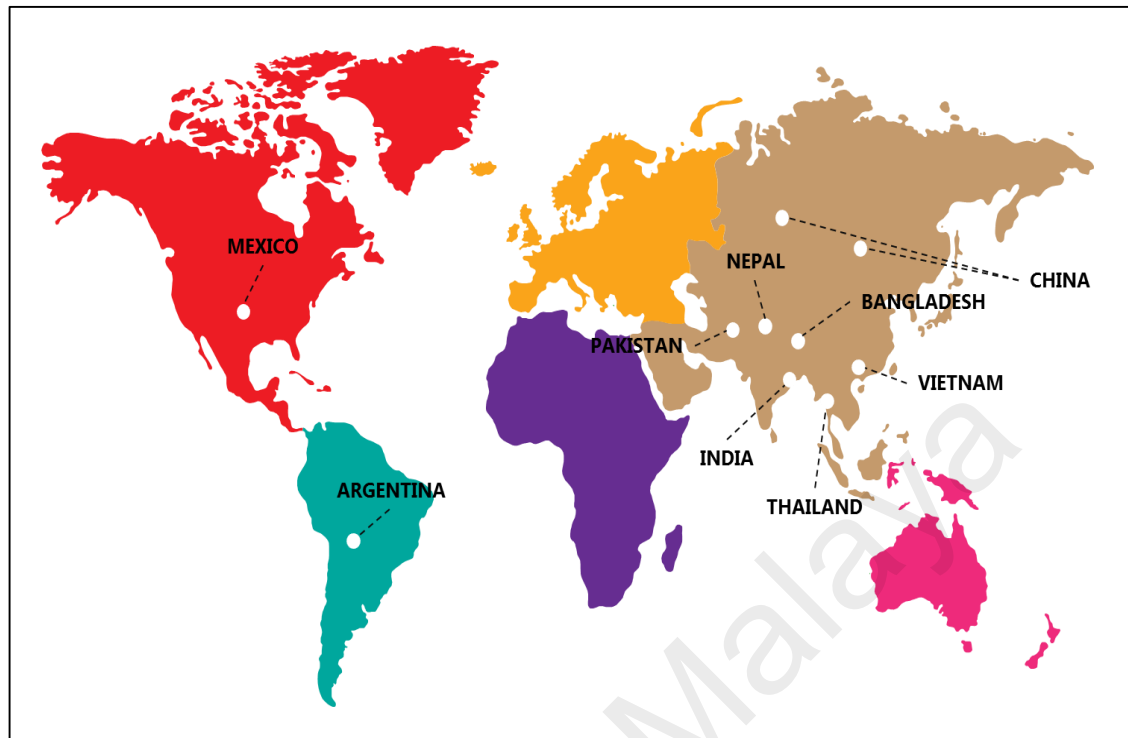 MEXICO
NEPAL
CHINA
BANGLADESH
PAKISTAN
VIETNAM
INDIA
ARGENTINA
THAILAND
Malaya